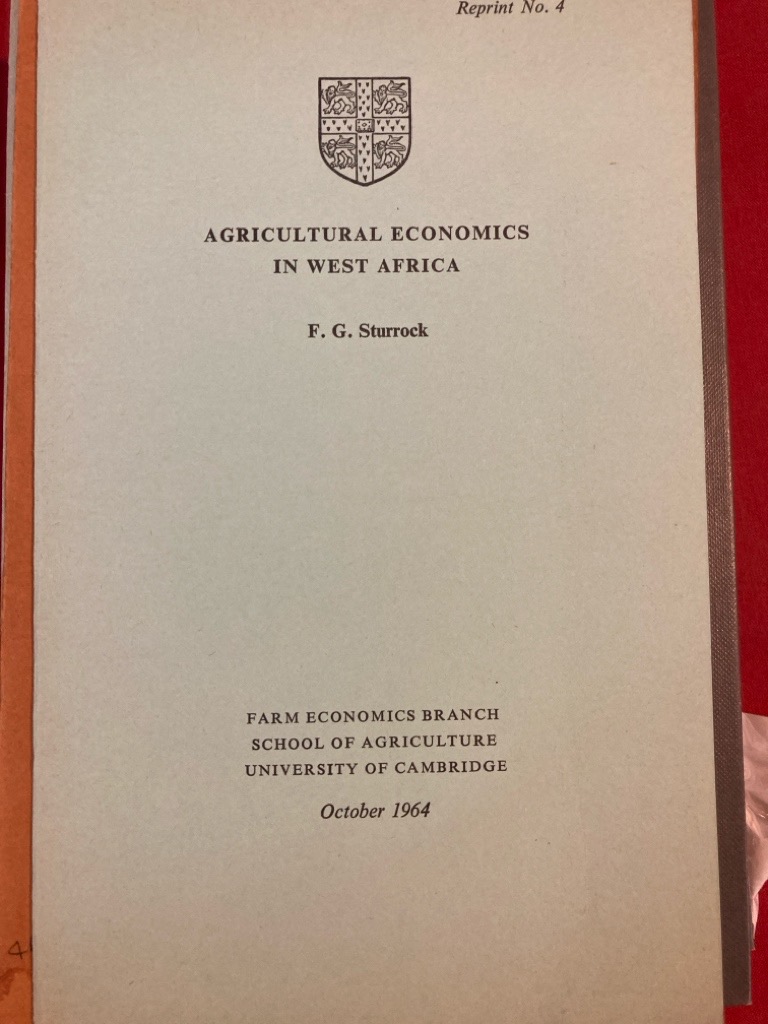 Reprint No. 4
AGRICULTURAL ECONOMICS
IN WEST AFRICA
F. G. Sturrock
FARM ECONOMICS BRANCH
SCHOOL OF AGRICULTURE
UNIVERSITY OF CAMBRIDGE
October 1964
4